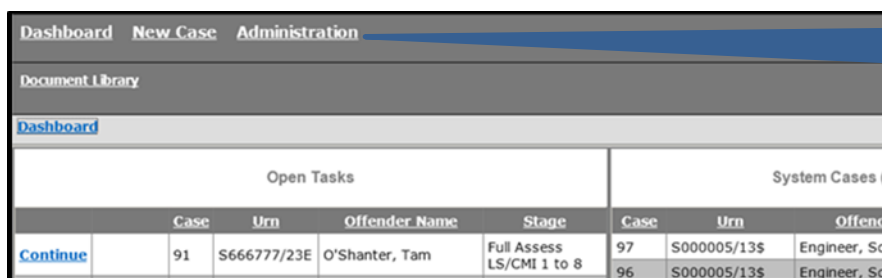 Dashboard New Case Administration
Document Library
Dashboard
Open Tasks System Cases
Case Urn Offender Name Stage Case Urn
Continue 91 S666777/23E O'Shanter, Tam Full Assess LS/CMI 1 to 8 97 S000005/13$ Engineer,
96 S000005/13$ Engineer,